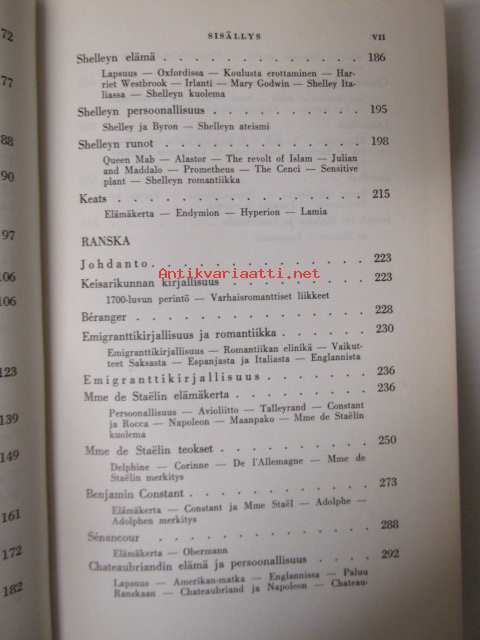 72
77
88
90
97
106
106
123
139
149
161
172
182
SISÄLLYS VII
Shelleyn elämä . . . . . . . . . . . . . 186
Lapsuus — Oxfordissa — Koulusta erottaminen — Har-
riet Westbrook — Irlanti — Mary Godwin — Shelley Ita-
liassa — Shelleyn kuolema
Shelleyn persoonallisuus . . . . . . . . . . 195
Shelley ja Byron — Shelleyn ateismi
Shelleyn runot . . . . . . . . . . . . . 198
Queen Mab — Alastor — The revolt of Islam — Julian
and Maddalo — Prometheus — The Cenci — Sensitive
plant — Shelleyn romantiikka
Keats . . . . . . . . . . . . . . . . 215
Elämäkerta — Endymion — Hyperion — Lamia
RANSKA
Johdanto . . . . . . . . . . . . . . 223
Antikvariaatti.net
Keisarikunnan kirjallisuus . . . . . . . . . 223
1700-luvun perintö — Varhaisromanttiset liikkeet
Béranger . . . . . . . . . . . . . . 228
Emigranttikirjallisuus ja romantiikka . . . . . . 230
Emigranttikirjallisuus — Romantiikan elinikä — Vaikut-
teet Saksasta — Espanjasta ja Italiasta — Englannista
Emigranttikirjallisuus . . . . . . . . 236
Mme de Staëlin elämäkerta . . . . . . . . . 236
Persoonallisuus — Avioliitto — Talleyrand — Constant
ja Rocca — Napoleon — Maanpako — Mme de Staëlin
kuolema
Mme de Staëlin teokset . . . . . . . . . . 250
Delphine — Corinne — De l'Allemagne — Mme de
Staëlin merkitys
Benjamin Constant . . . . . . . . . . . . 273
Elämäkerta — Constant ja Mme Staël — Adolphe —
Adolphen merkitys
Sénancour . . . . . . . . . . . . . . 288
Elämäkerta — Obermann
Chateaubriandin elämä ja persoonallisuus . . . . 292
Lapsuus — Amerikan-matka — Englannissa — Paluu
Ranskaan — Chateaubriand ja Napoleon — Chateau-